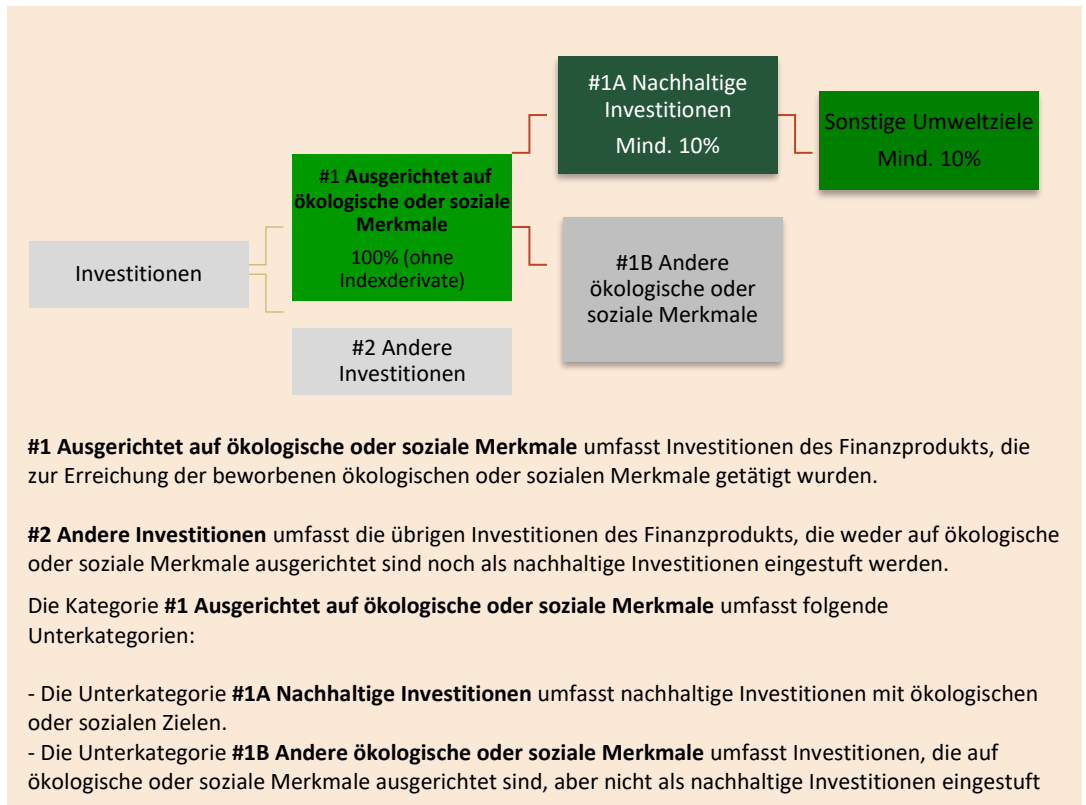 #1A Nachhaltige
Investitionen
Mind. 10%
Sonstige Umweltziele
Mind. 10%
#1 Ausgerichtet auf
ökologische oder soziale
Merkmale
100% (ohne
Indexderivate)
Investitionen
#1B Andere
ökologische oder
soziale Merkmale
#2 Andere
Investitionen
#1 Ausgerichtet auf ökologische oder soziale Merkmale umfasst Investitionen des Finanzprodukts, die
zur Erreichung der beworbenen ökologischen oder sozialen Merkmale getätigt wurden.
#2 Andere Investitionen umfasst die übrigen Investitionen des Finanzprodukts, die weder auf ökologische
oder soziale Merkmale ausgerichtet sind noch als nachhaltige Investitionen eingestuft werden.
Die Kategorie #1 Ausgerichtet auf ökologische oder soziale Merkmale umfasst folgende
Unterkategorien:
- Die Unterkategorie #1A Nachhaltige Investitionen umfasst nachhaltige Investitionen mit ökologischen
oder sozialen Zielen.
- Die Unterkategorie #1B Andere ökologische oder soziale Merkmale umfasst Investitionen, die auf
ökologische oder soziale Merkmale ausgerichtet sind, aber nicht als nachhaltige Investitionen eingestuft